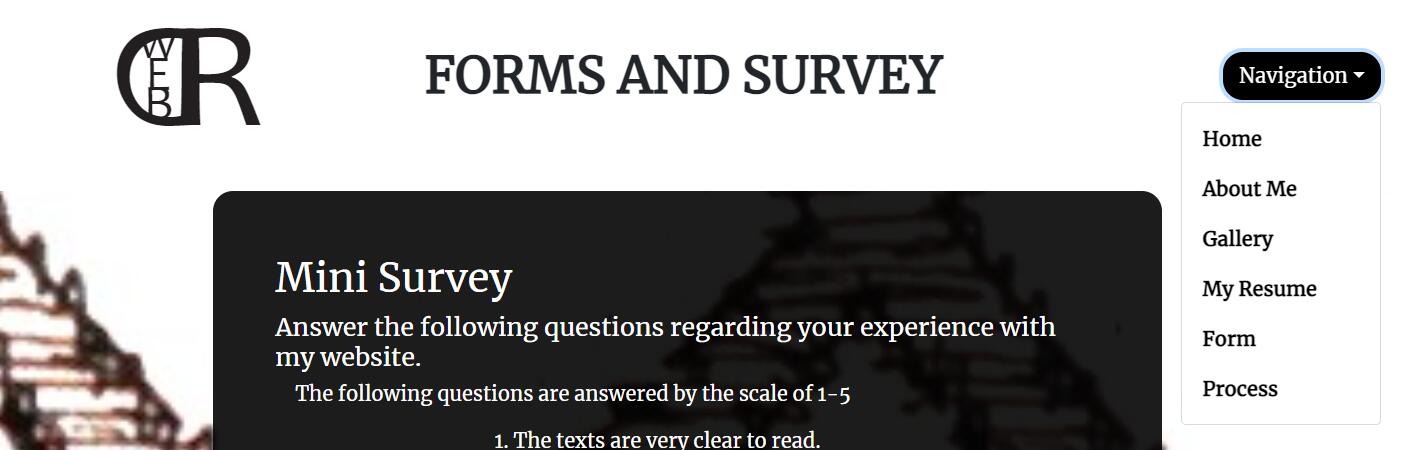 CR
WEB
FORMS AND SURVEY
Navigation
Home
About Me
Gallery
My Resume
Form
Process
Mini Survey
Answer the following questions regarding your experience with
my website.
The following questions are answered by the scale of 1-5
1. The texts are very clear to read.